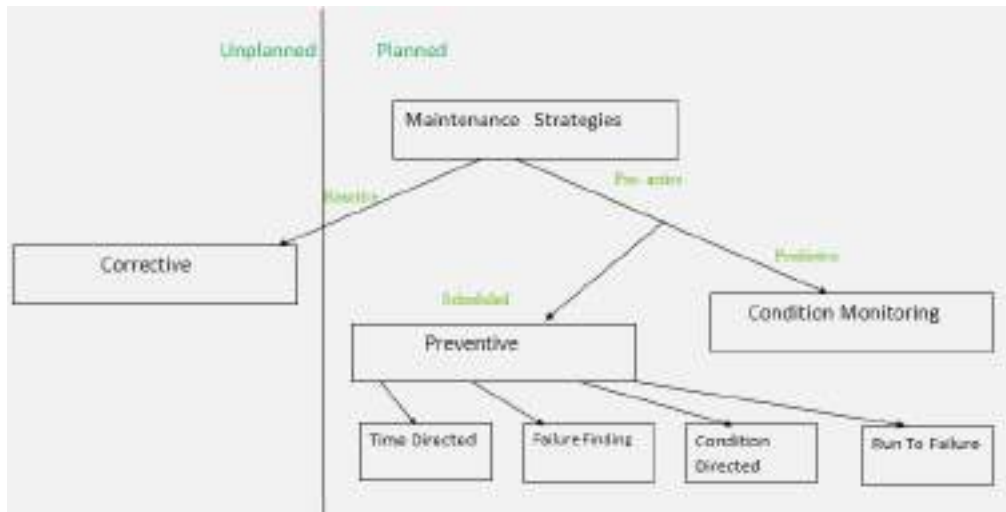 Unplanned
Planned
Maintenance Strategies
Reactive
Pro-active
Predictive
Corrective
Scheduled
Condition Monitoring
Preventive
Time Directed
Failure Finding
Condition
Directed
Run To Failure